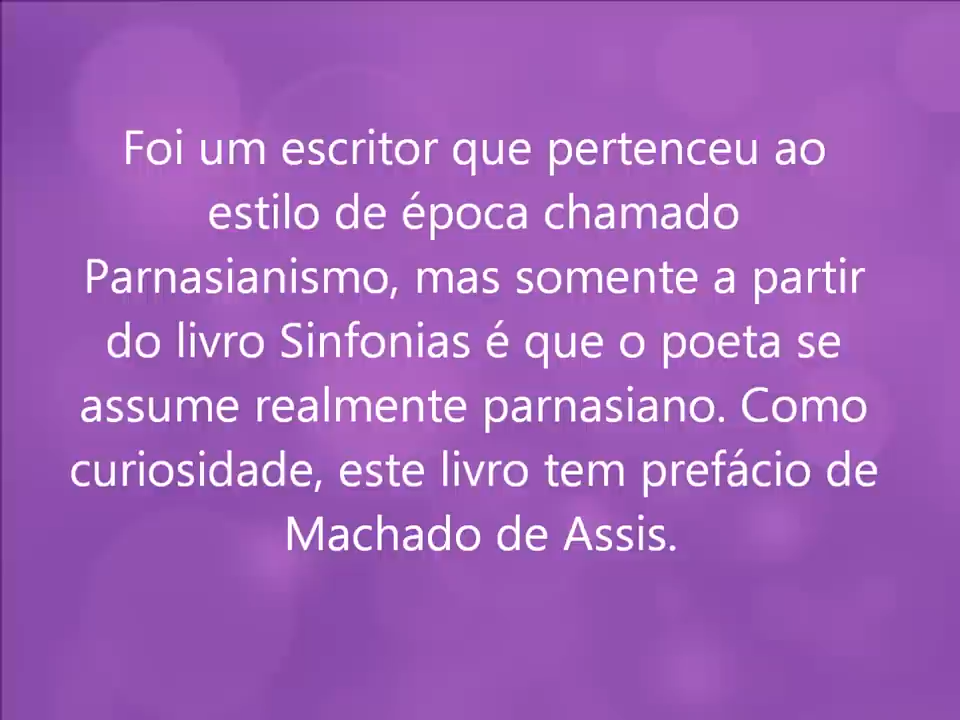 Foi um escritor que pertenceu ao
estilo de época chamado
Parnasianismo, mas somente a partir
do livro Sinfonias é que o poeta se
assume realmente parnasiano. Como
curiosidade, este livro tem prefácio de
Machado de Assis.